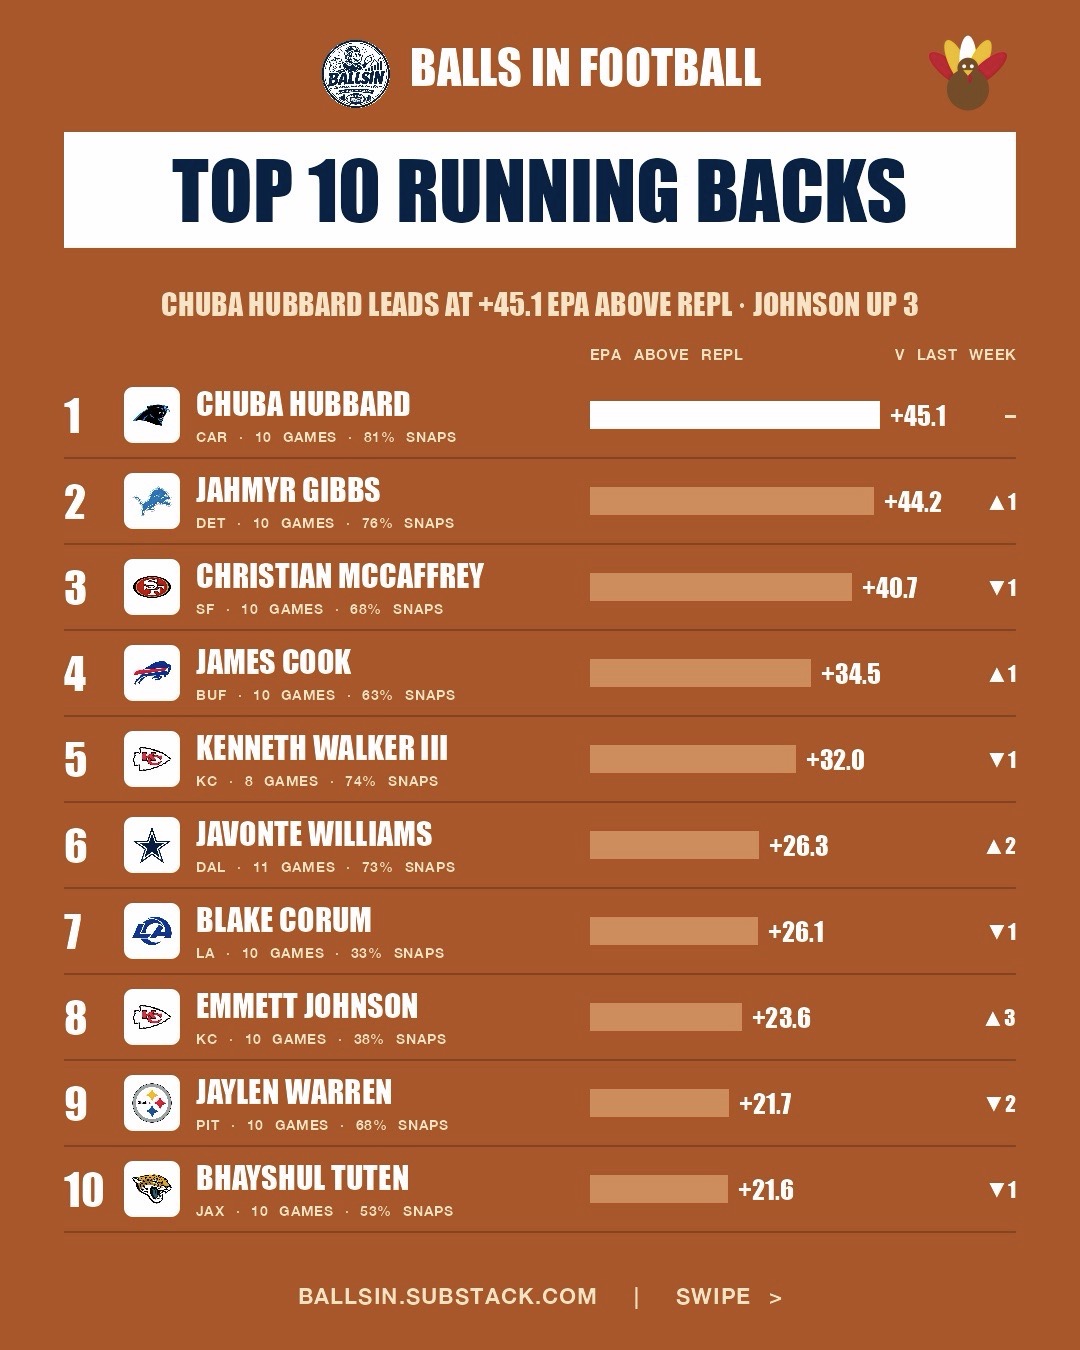 BALLSIN
BALLS IN FOOTBALL
TOP 10 RUNNING BACKS
CHUBA HUBBARD LEADS AT +45.1 EPA ABOVE REPL · JOHNSON UP 3
EPA ABOVE REPL V LAST WEEK
1 CHUBA HUBBARD +45.1 –
CAR · 10 GAMES · 81% SNAPS
2 JAHMYR GIBBS +44.2 ▲1
DET · 10 GAMES · 76% SNAPS
3 CHRISTIAN MCCAFFREY +40.7 ▼1
SF · 10 GAMES · 68% SNAPS
4 JAMES COOK +34.5 ▲1
BUF · 10 GAMES · 63% SNAPS
5 KENNETH WALKER III +32.0 ▼1
KC · 8 GAMES · 74% SNAPS
6 JAVONTE WILLIAMS +26.3 ▲2
DAL · 11 GAMES · 73% SNAPS
7 BLAKE CORUM +26.1 ▼1
LA · 10 GAMES · 33% SNAPS
8 EMMETT JOHNSON +23.6 ▲3
KC · 10 GAMES · 38% SNAPS
9 JAYLEN WARREN +21.7 ▼2
PIT · 10 GAMES · 68% SNAPS
10 BHAYSHUL TUTEN +21.6 ▼1
JAX · 10 GAMES · 53% SNAPS
BALLSIN.SUBSTACK.COM | SWIPE >